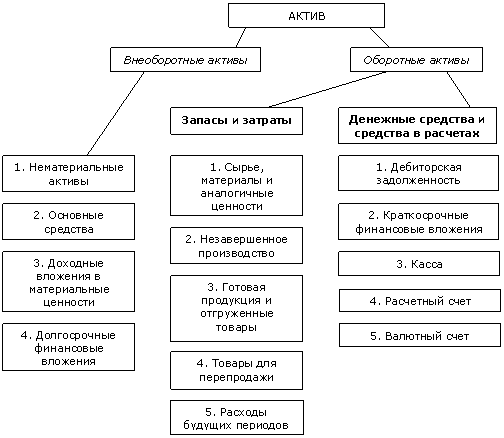 АКТИВ
Внеоборотные активы
Оборотные активы
Запасы и затраты
Денежные средства и
средства в расчетах
1. Нематериальные
активы
2. Основные
средства
3. Доходные
вложения в
материальные
ценности
4. Долгосрочные
финансовые
вложения
1. Сырье,
материалы и
аналогичные
ценности
2. Незавершенное
производство
3. Готовая
продукция и
отгруженные
товары
4. Товары для
перепродажи
5. Расходы
будущих периодов
1. Дебиторская
задолженность
2. Краткосрочные
финансовые вложения
3. Касса
4. Расчетный счет
5. Валютный счет